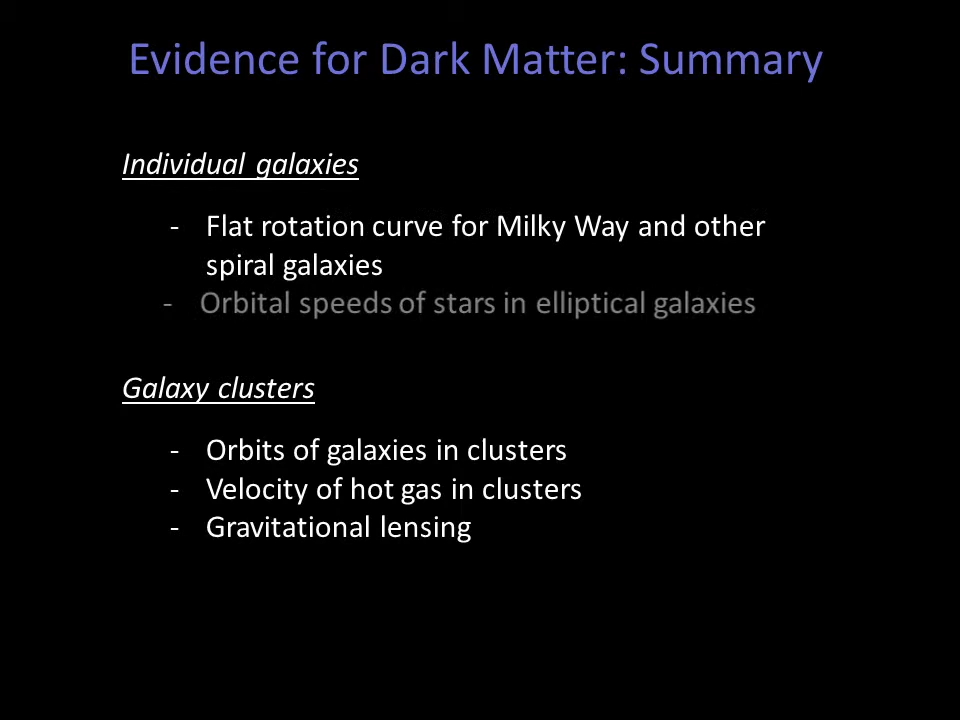 Evidence for Dark Matter: Summary
Individual galaxies
- Flat rotation curve for Milky Way and other
spiral galaxies
- Orbital speeds of stars in elliptical galaxies
Galaxy clusters
- Orbits of galaxies in clusters
- Velocity of hot gas in clusters
- Gravitational lensing